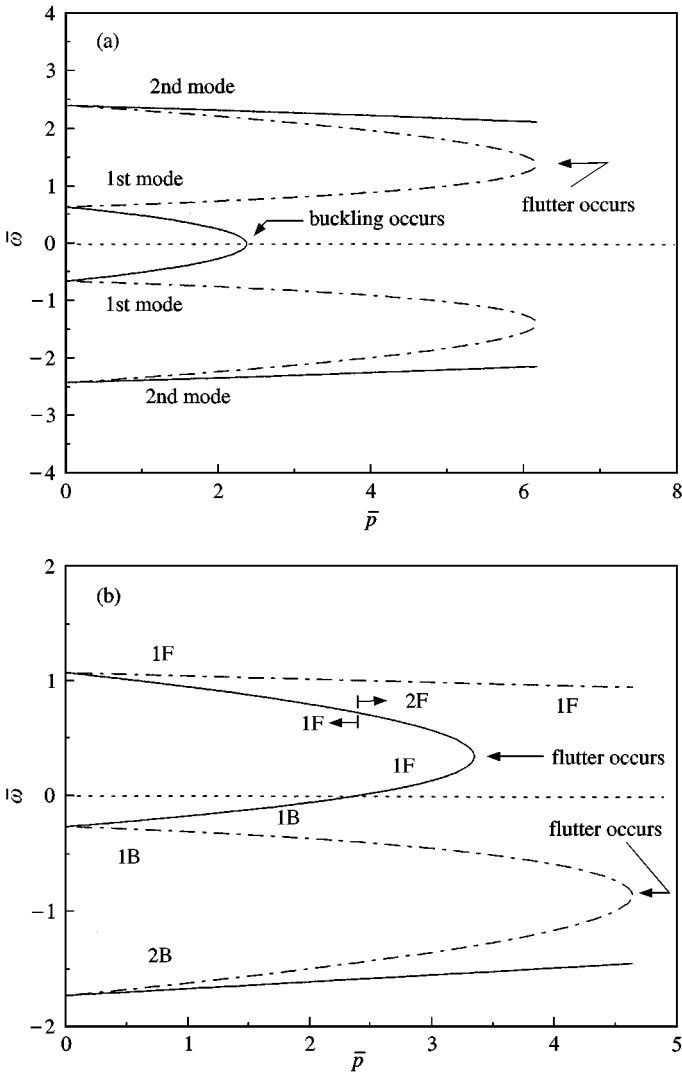 4
(a)
3
2nd mode
2
1st mode
1
flutter occurs
buckling occurs
0
ω̅
−1
1st mode
−2
2nd mode
−3
−4
0 2 4 6 8
p̅
2
(b)
1F
1
2F
1F
1F
1F
flutter occurs
0
ω̅
1B
flutter occurs
1B
−1
2B
−2
0 1 2 3 4 5
p̅